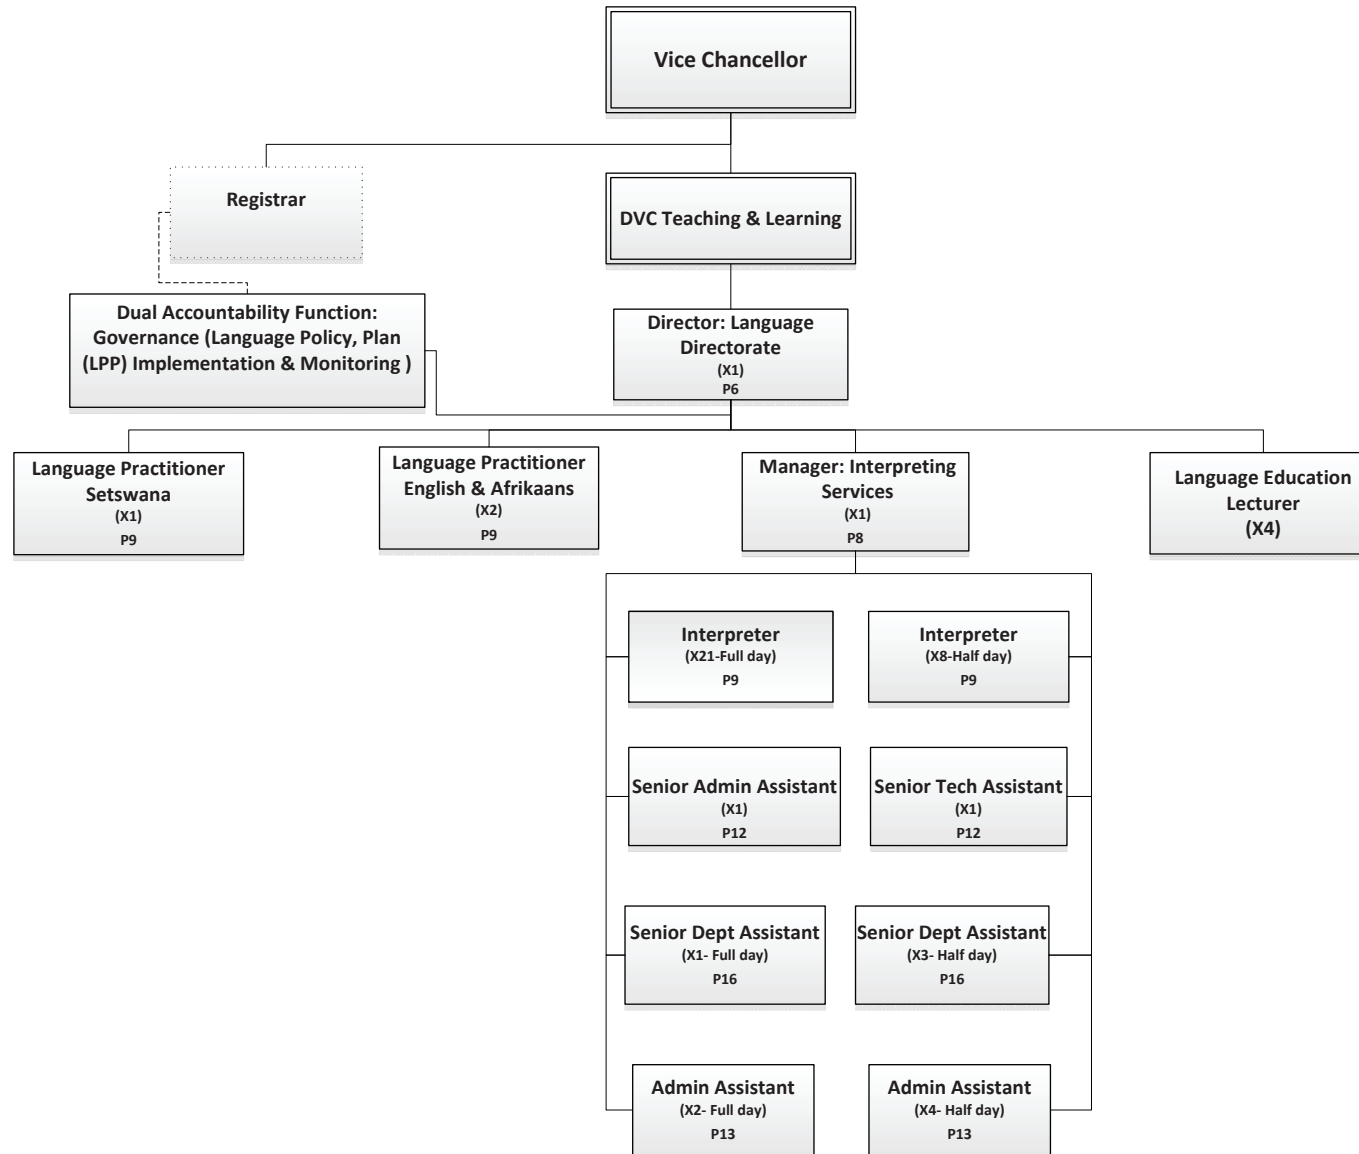 Vice Chancellor
Registrar
DVC Teaching & Learning
Dual Accountability Function:
Governance (Language Policy, Plan
(LPP) Implementation & Monitoring )
Director: Language
Directorate
(X1)
P6
Language Practitioner
Setswana
(X1)
P9
Language Practitioner
English & Afrikaans
(X2)
P9
Manager: Interpreting
Services
(X1)
P8
Language Education
Lecturer
(X4)
Interpreter
(X21-Full day)
P9
Interpreter
(X8-Half day)
P9
Senior Admin Assistant
(X1)
P12
Senior Tech Assistant
(X1)
P12
Senior Dept Assistant
(X1- Full day)
P16
Senior Dept Assistant
(X3- Half day)
P16
Admin Assistant
(X2- Full day)
P13
Admin Assistant
(X4- Half day)
P13